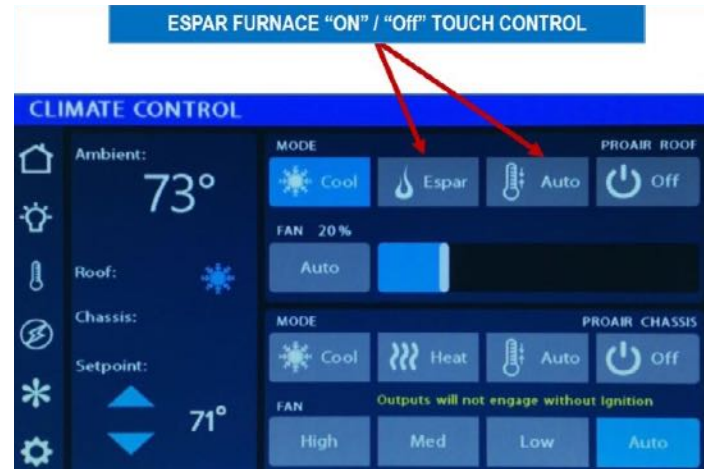 ESPAR FURNACE “ON” / “Off” TOUCH CONTROL
CLIMATE CONTROL
Ambient:
73°
Roof:
Chassis:
Setpoint:
71°
MODE PROAIR ROOF
Cool Espar Auto Off
FAN 20%
Auto
MODE PROAIR CHASSIS
Cool Heat Auto Off
FAN Outputs will not engage without Ignition
High Med Low Auto